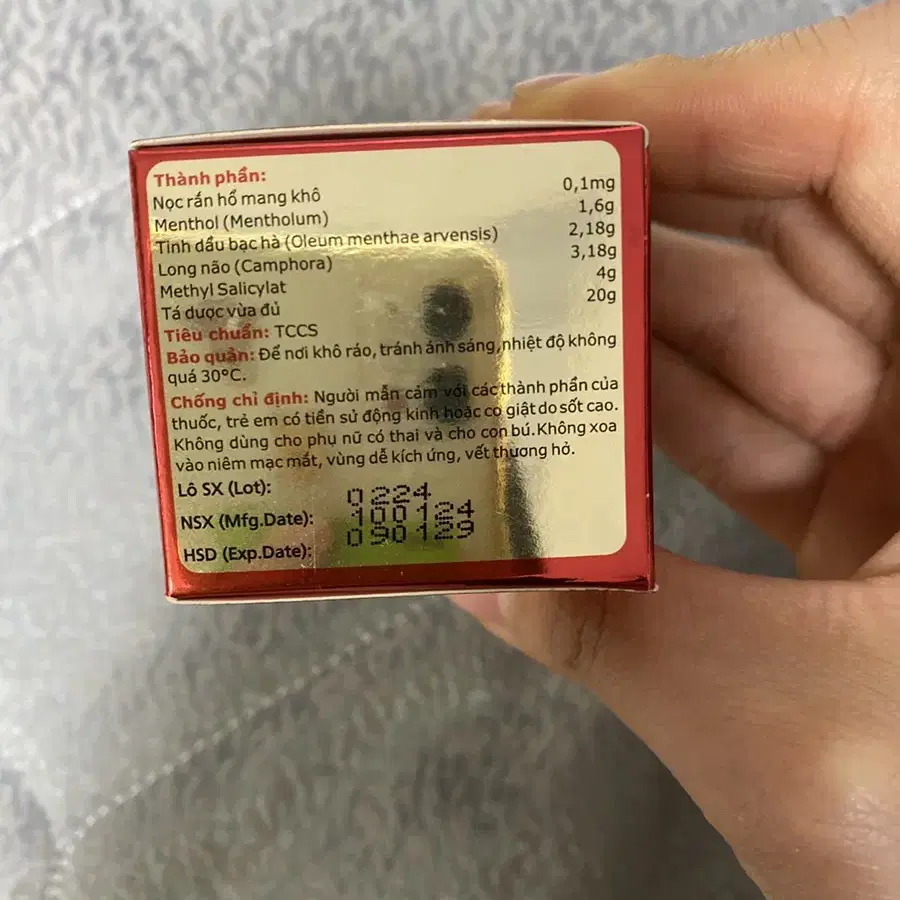 Thành phần:
Nọc rắn hổ mang khô 0,1mg
Menthol (Mentholum) 1,6g
Tinh dầu bạc hà (Oleum menthae arvensis) 2,18g
Long não (Camphora) 3,18g
Methyl Salicylat 4g
Tá dược vừa đủ 20g
Tiêu chuẩn: TCCS
Bảo quản: Để nơi khô ráo, tránh ánh sáng, nhiệt độ không
quá 30°C.
Chống chỉ định: Người mẫn cảm với các thành phần của
thuốc, trẻ em có tiền sử động kinh hoặc co giật do sốt cao.
Không dùng cho phụ nữ có thai và cho con bú. Không xoa
vào niêm mạc mắt, vùng dễ kích ứng, vết thương hở.
Lô SX (Lot): 0224
NSX (Mfg.Date): 100124
HSD (Exp.Date): 090129